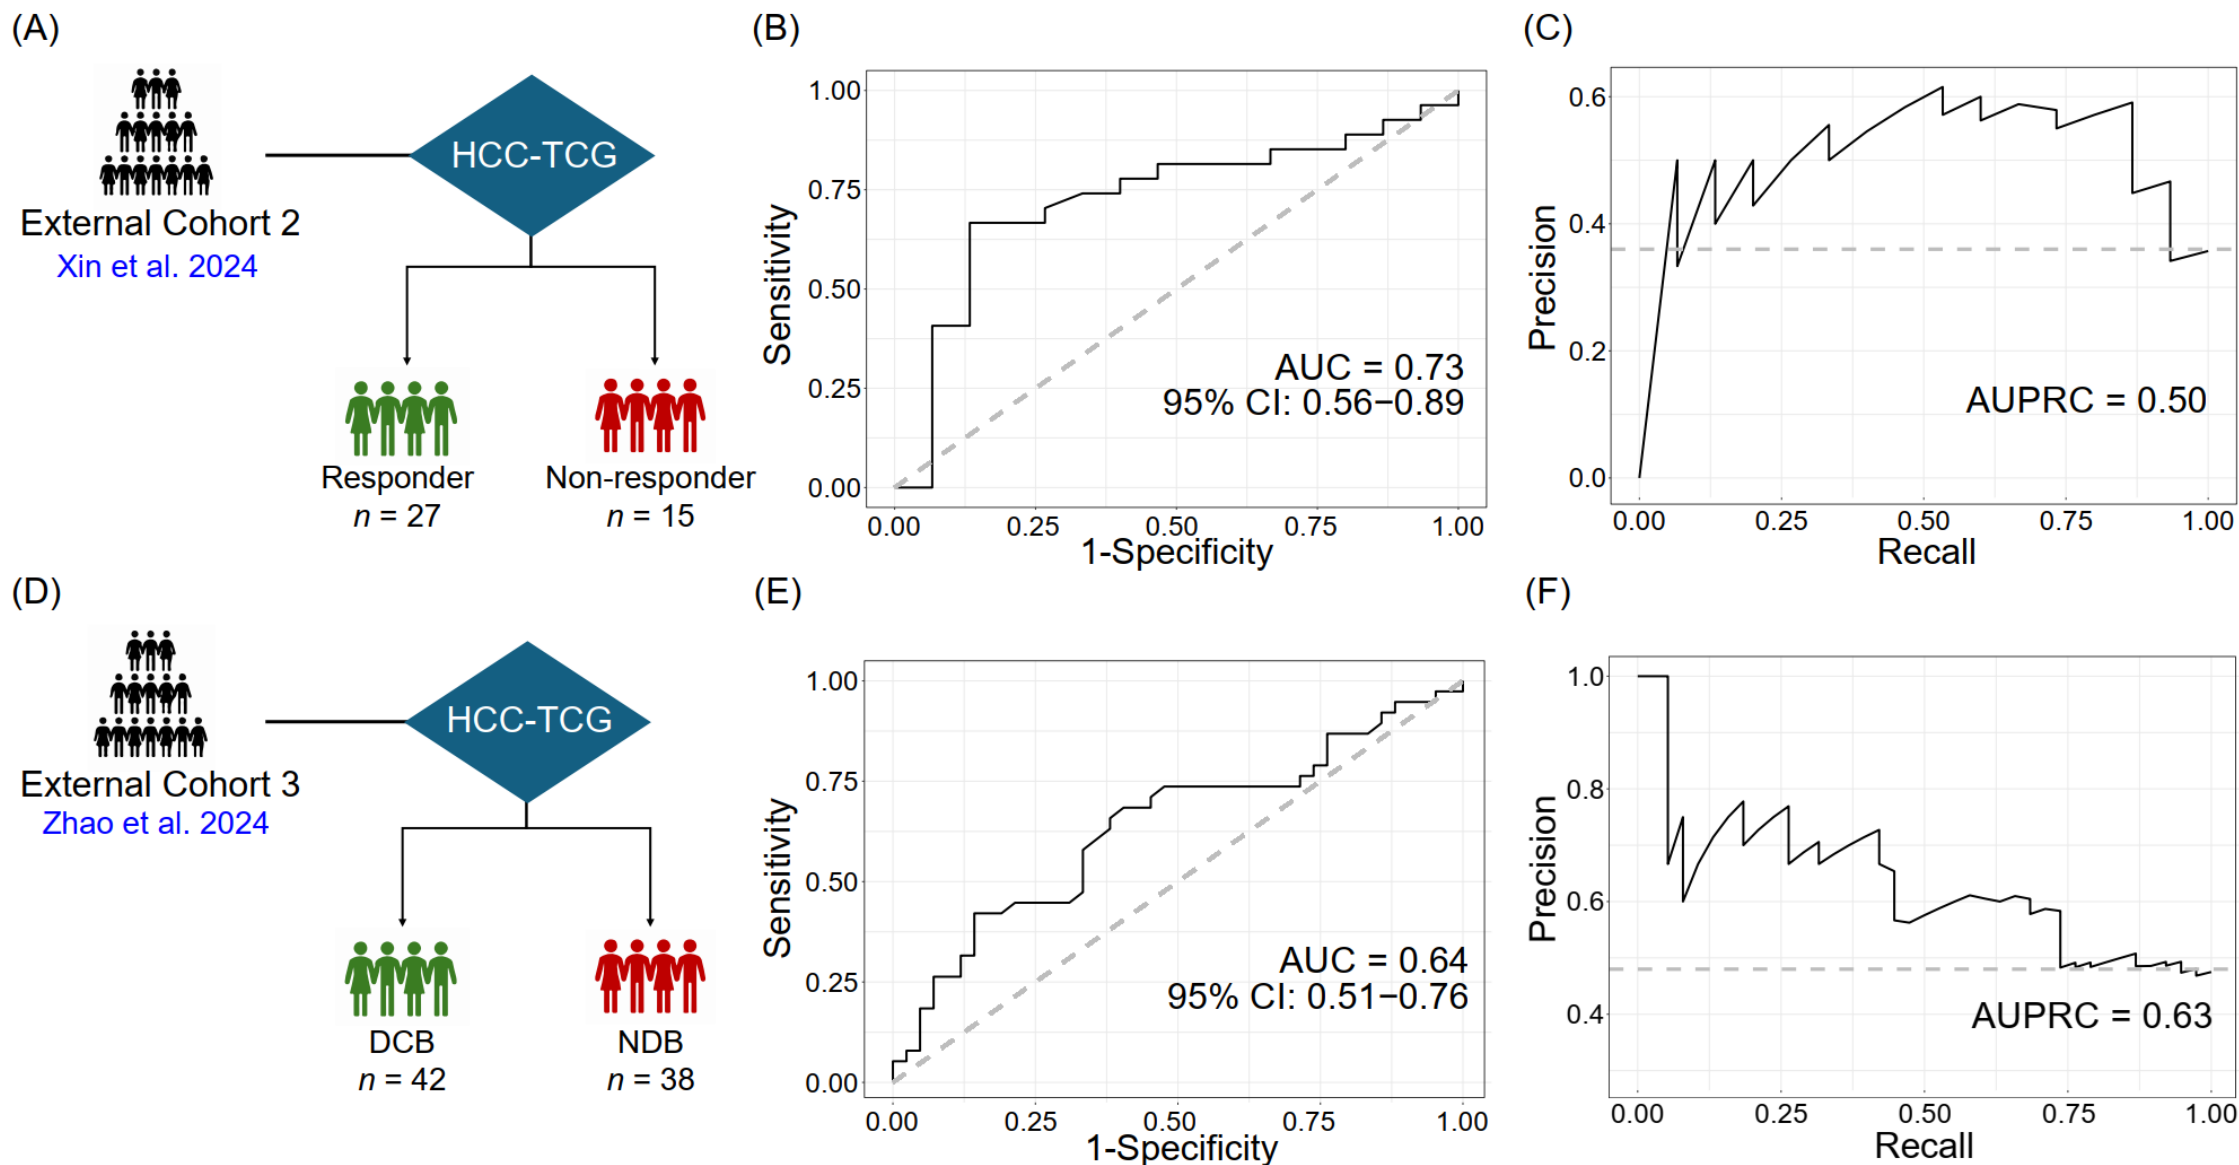 (A)
External Cohort 2
Xin et al. 2024
HCC-TCG
Responder
n = 27
Non-responder
n = 15
(B)
Sensitivity
1.00
0.75
0.50
0.25
0.00
AUC = 0.73
95% CI: 0.56−0.89
0.00 0.25 0.50 0.75 1.00
1-Specificity
(C)
Precision
0.6
0.4
0.2
0.0
AUPRC = 0.50
0.00 0.25 0.50 0.75 1.00
Recall
(D)
External Cohort 3
Zhao et al. 2024
HCC-TCG
DCB
n = 42
NDB
n = 38
(E)
Sensitivity
1.00
0.75
0.50
0.25
0.00
AUC = 0.64
95% CI: 0.51−0.76
0.00 0.25 0.50 0.75 1.00
1-Specificity
(F)
Precision
1.0
0.8
0.6
0.4
AUPRC = 0.63
0.00 0.25 0.50 0.75 1.00
Recall